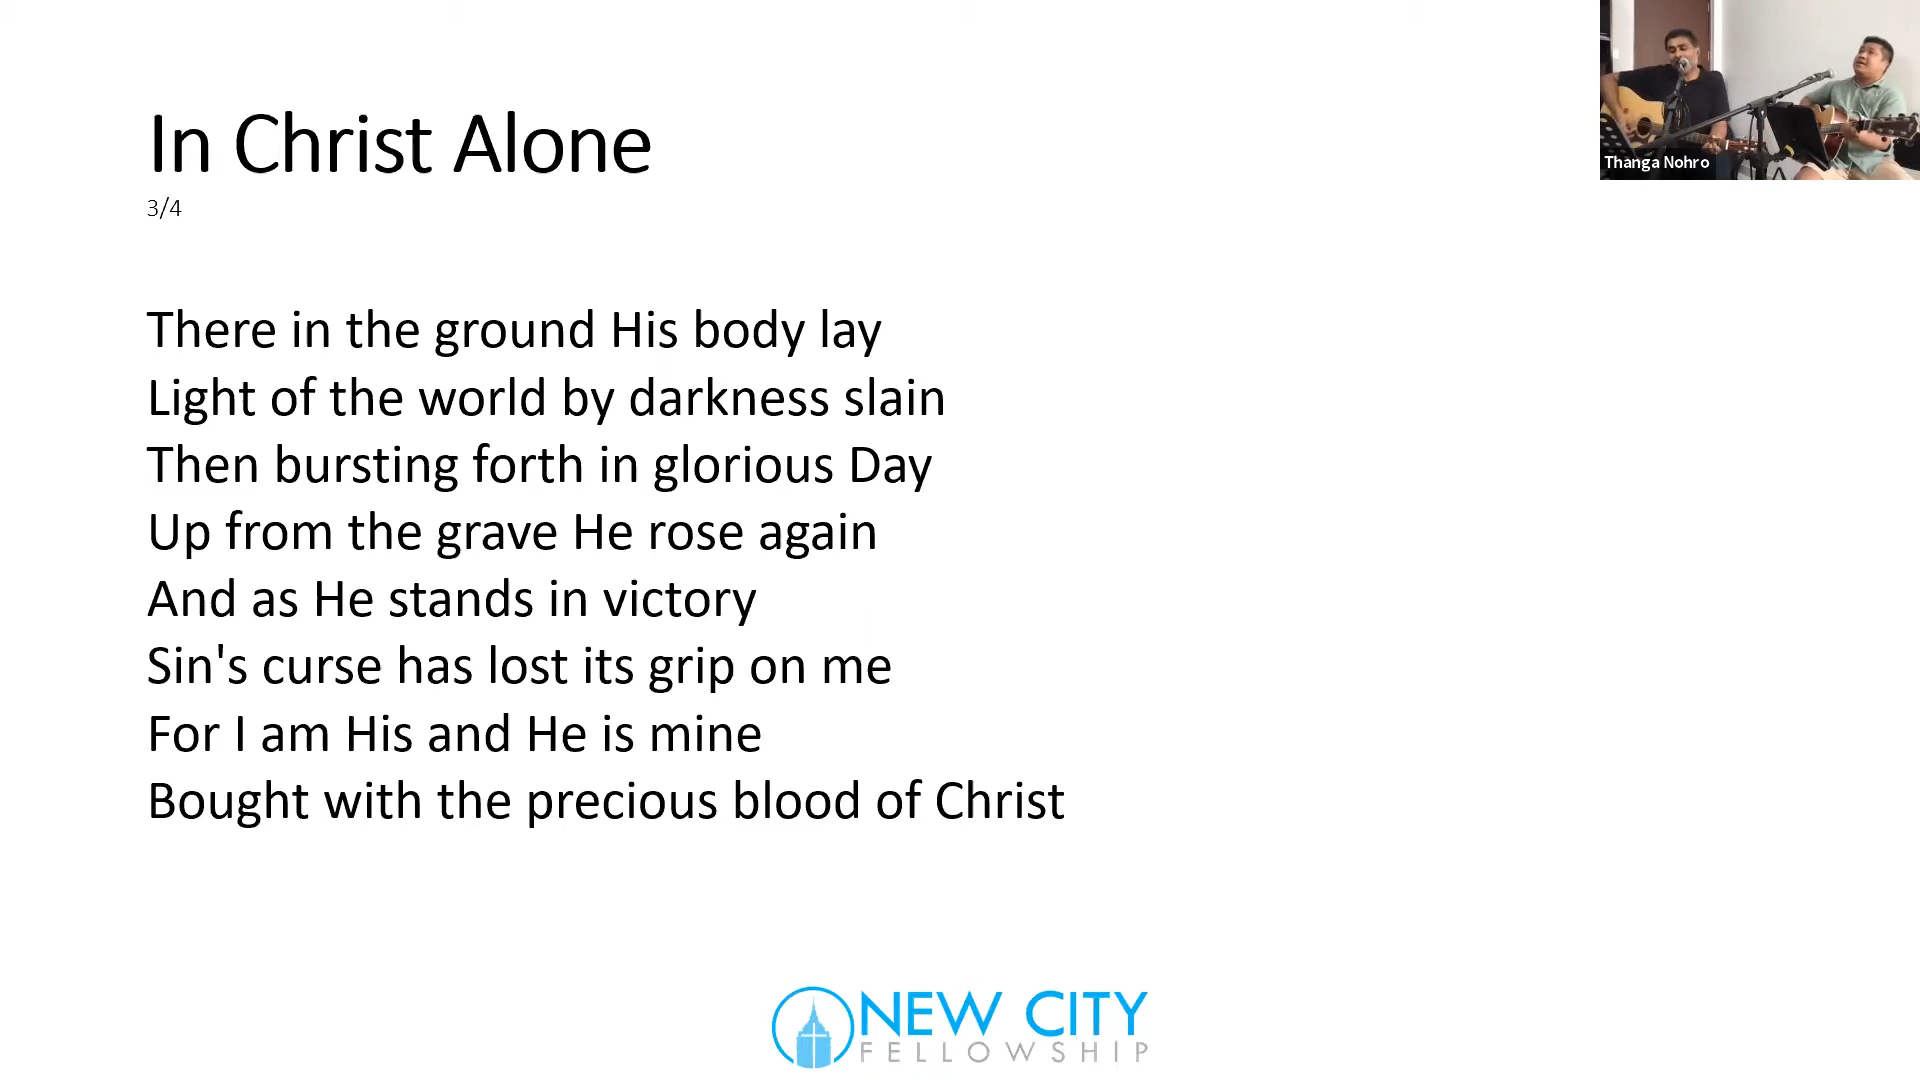 In Christ Alone
3/4
There in the ground His body lay
Light of the world by darkness slain
Then bursting forth in glorious Day
Up from the grave He rose again
And as He stands in victory
Sin's curse has lost its grip on me
For I am His and He is mine
Bought with the precious blood of Christ
Thanga Nohro
NEW CITY
FELLOWSHIP